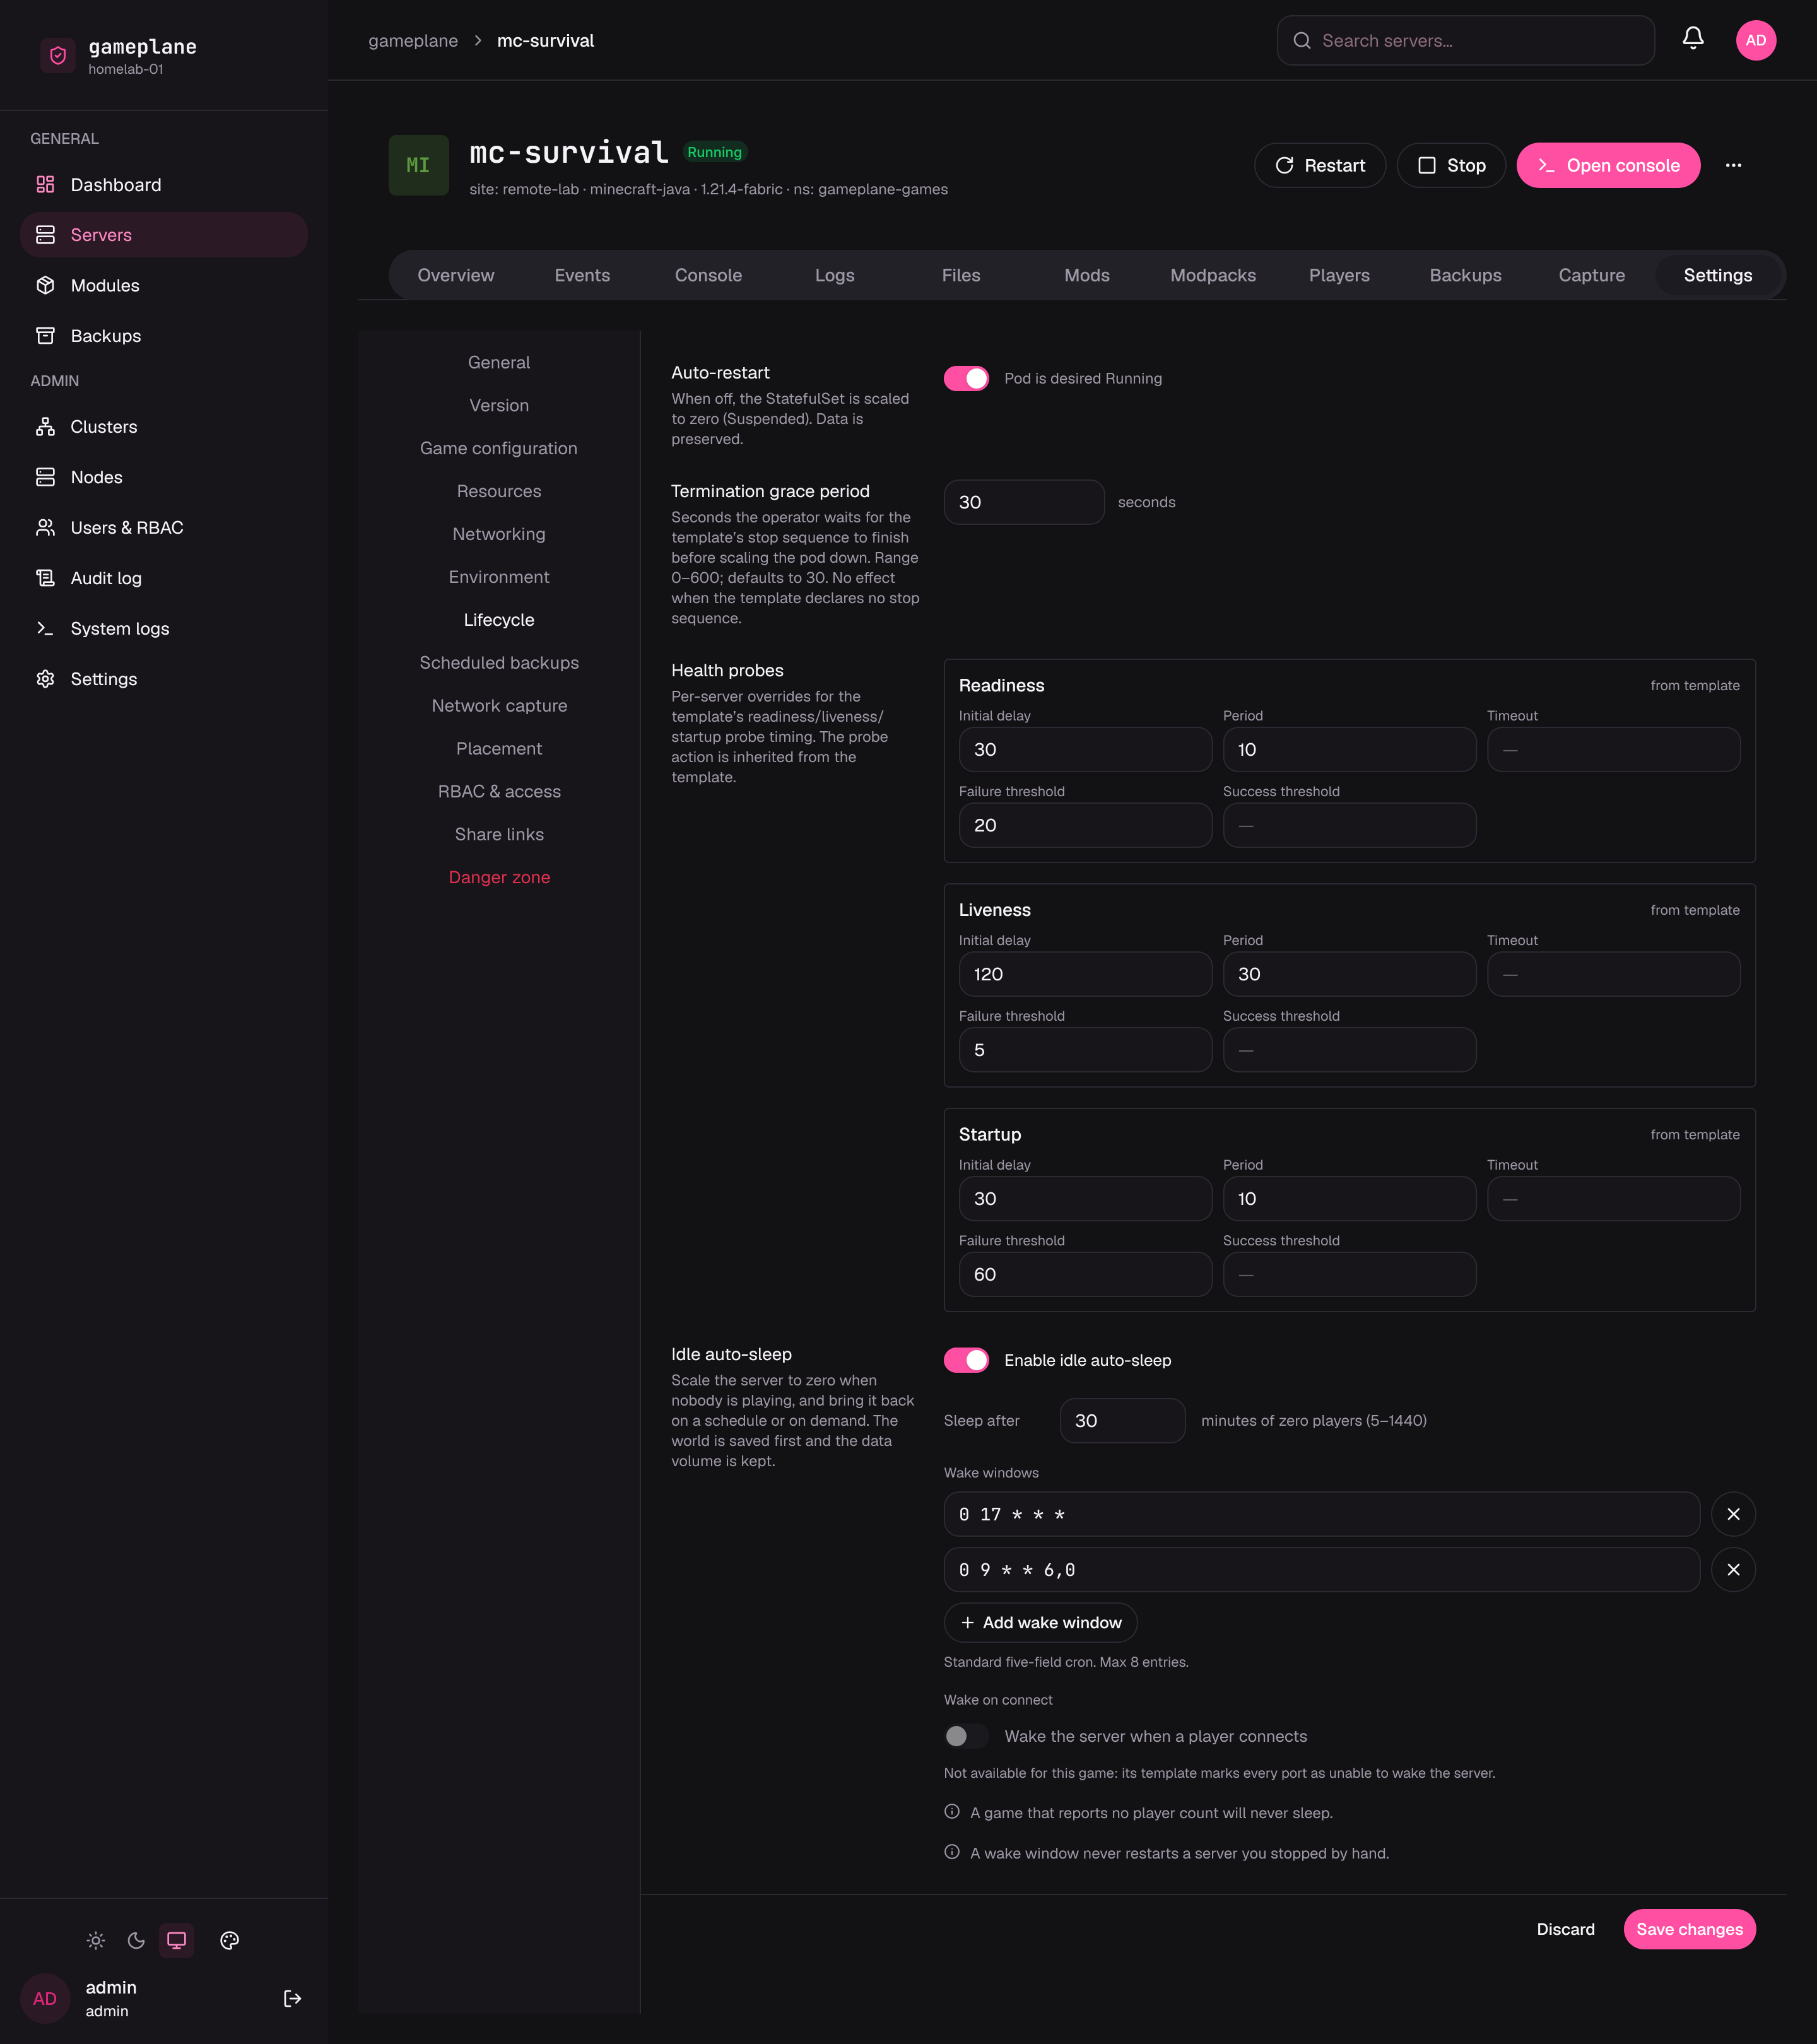 gameplane
homelab-01
GENERAL
Dashboard
Servers
Modules
Backups
ADMIN
Clusters
Nodes
Users & RBAC
Audit log
System logs
Settings
AD
admin
admin
gameplane > mc-survival
Search servers...
AD
MI
mc-survival
Running
site: remote-lab · minecraft-java · 1.21.4-fabric · ns: gameplane-games
Restart
Stop
Open console
Overview
Events
Console
Logs
Files
Mods
Modpacks
Players
Backups
Capture
Settings
General
Version
Game configuration
Resources
Networking
Environment
Lifecycle
Scheduled backups
Network capture
Placement
RBAC & access
Share links
Danger zone
Auto-restart
When off, the StatefulSet is scaled
to zero (Suspended). Data is
preserved.
Pod is desired Running
Termination grace period
Seconds the operator waits for the
template's stop sequence to finish
before scaling the pod down. Range
0–600; defaults to 30. No effect
when the template declares no stop
sequence.
30
seconds
Health probes
Per-server overrides for the
template's readiness/liveness/
startup probe timing. The probe
action is inherited from the
template.
Readiness
from template
Initial delay
Period
Timeout
30
10
—
Failure threshold
Success threshold
20
—
Liveness
from template
Initial delay
Period
Timeout
120
30
—
Failure threshold
Success threshold
5
—
Startup
from template
Initial delay
Period
Timeout
30
10
—
Failure threshold
Success threshold
60
—
Idle auto-sleep
Scale the server to zero when
nobody is playing, and bring it back
on a schedule or on demand. The
world is saved first and the data
volume is kept.
Enable idle auto-sleep
Sleep after
30
minutes of zero players (5–1440)
Wake windows
0 17 * * *
0 9 * * 6,0
Add wake window
Standard five-field cron. Max 8 entries.
Wake on connect
Wake the server when a player connects
Not available for this game: its template marks every port as unable to wake the server.
A game that reports no player count will never sleep.
A wake window never restarts a server you stopped by hand.
Discard
Save changes